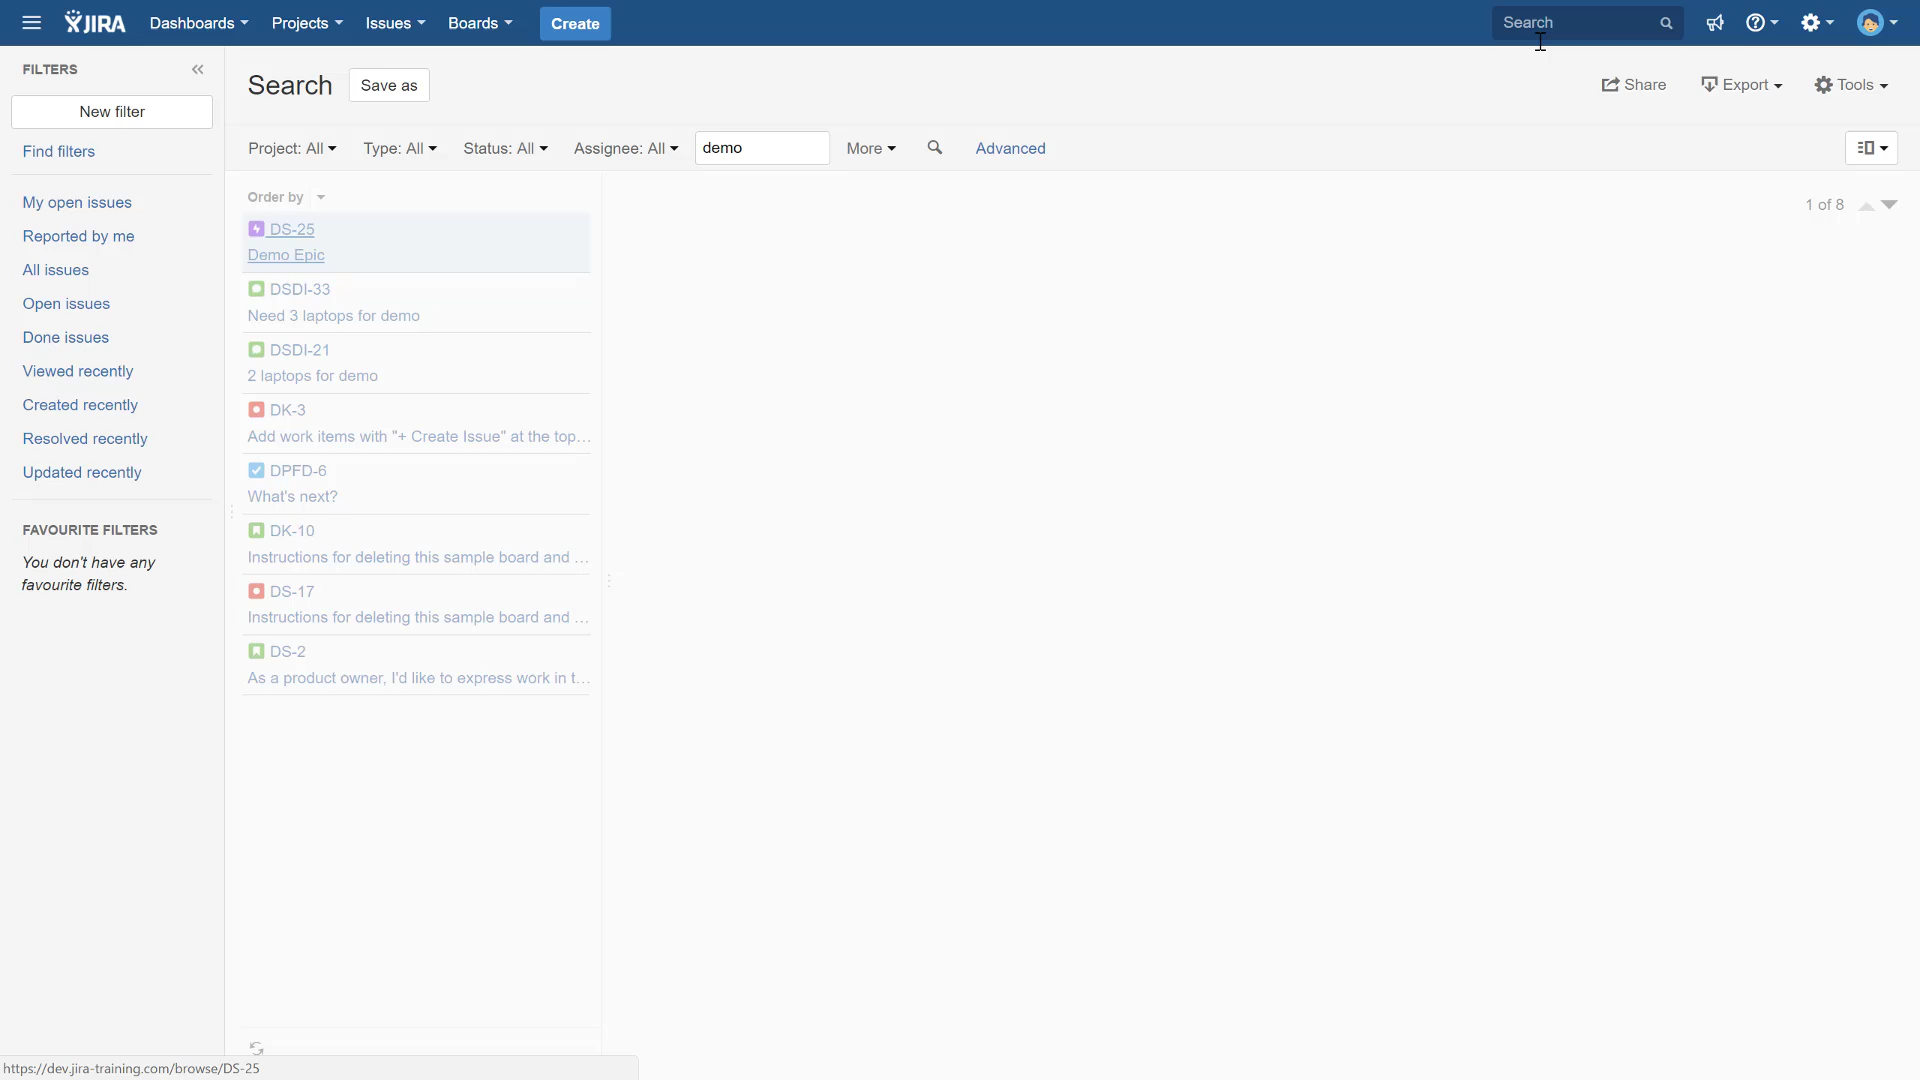 JIRA Dashboards Projects Issues Boards Create Search
FILTERS
New filter
Find filters
My open issues
Reported by me
All issues
Open issues
Done issues
Viewed recently
Created recently
Resolved recently
Updated recently
FAVOURITE FILTERS
You don't have any
favourite filters.
Search Save as Share Export Tools
Project: All Type: All Status: All Assignee: All demo More Advanced
Order by
1 of 8
DS-25
Demo Epic
DSDI-33
Need 3 laptops for demo
DSDI-21
2 laptops for demo
DK-3
Add work items with "+ Create Issue" at the top...
DPFD-6
What's next?
DK-10
Instructions for deleting this sample board and ...
DS-17
Instructions for deleting this sample board and ...
DS-2
As a product owner, I'd like to express work in t...
https://dev.jira-training.com/browse/DS-25